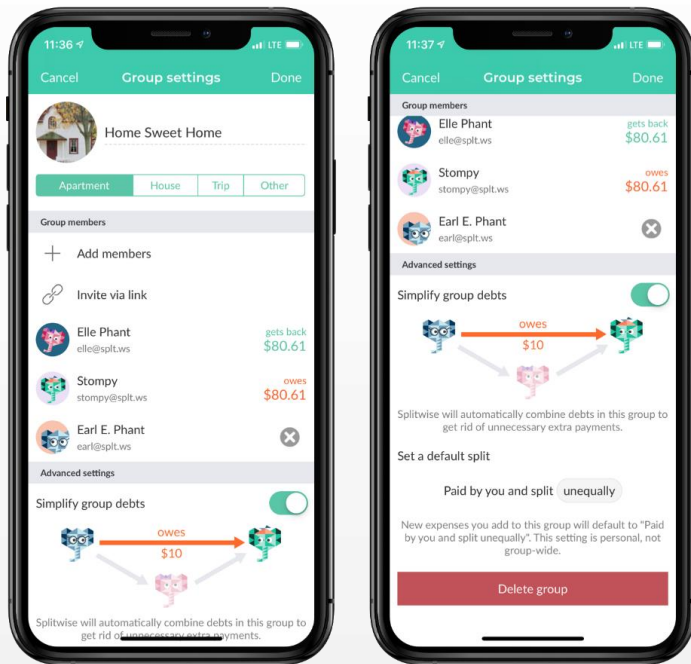 11:36
LTE
Cancel
Group settings
Done
Home Sweet Home
Apartment
House
Trip
Other
Group members
Add members
Invite via link
Elle Phant
gets back
elle@splt.ws
$80.61
Stompy
owes
stompy@splt.ws
$80.61
Earl E. Phant
earl@splt.ws
Advanced settings
Simplify group debts
owes
$10
Splitwise will automatically combine debts in this group to
get rid of unnecessary extra payments.
11:37
LTE
Cancel
Group settings
Done
Group members
Elle Phant
gets back
elle@splt.ws
$80.61
Stompy
owes
stompy@splt.ws
$80.61
Earl E. Phant
earl@splt.ws
Advanced settings
Simplify group debts
owes
$10
Splitwise will automatically combine debts in this group to
get rid of unnecessary extra payments.
Set a default split
Paid by you and split unequally
New expenses you add to this group will default to "Paid
by you and split unequally". This setting is personal, not
group-wide.
Delete group